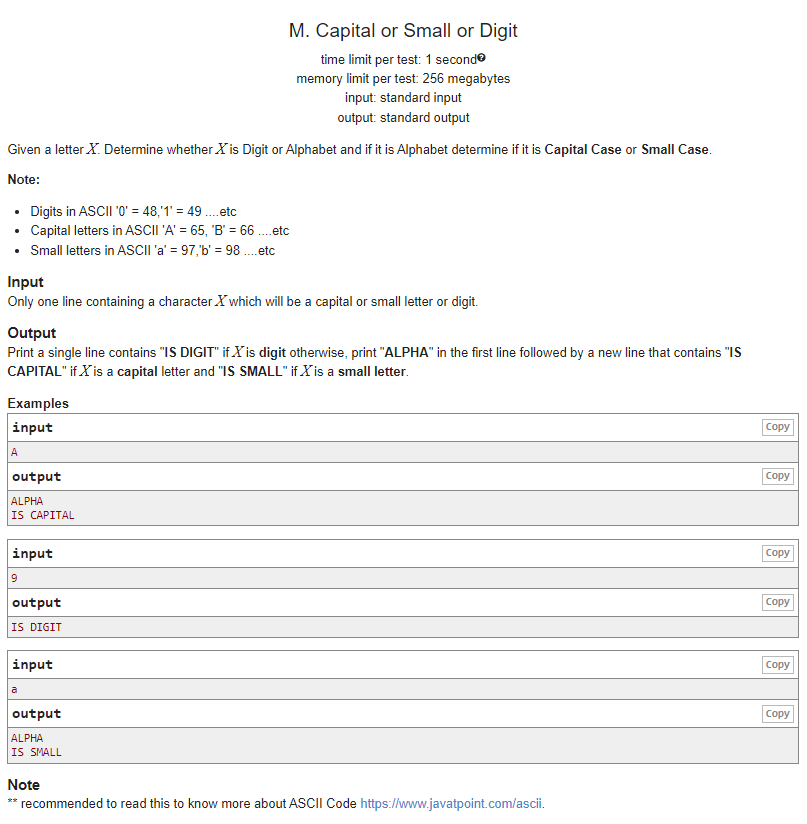 M. Capital or Small or Digit
time limit per test: 1 second
memory limit per test: 256 megabytes
input: standard input
output: standard output
Given a letter X. Determine whether X is Digit or Alphabet and if it is Alphabet determine if it is Capital Case or Small Case.
Note:
• Digits in ASCII '0' = 48,'1' = 49 ....etc
• Capital letters in ASCII 'A' = 65, 'B' = 66 ....etc
• Small letters in ASCII 'a' = 97,'b' = 98 ....etc
Input
Only one line containing a character X which will be a capital or small letter or digit.
Output
Print a single line contains "IS DIGIT" if X is digit otherwise, print "ALPHA" in the first line followed by a new line that contains "IS
CAPITAL" if X is a capital letter and "IS SMALL" if X is a small letter.
Examples
input Copy
A
output Copy
ALPHA
IS CAPITAL
input Copy
9
output Copy
IS DIGIT
input Copy
a
output Copy
ALPHA
IS SMALL
Note
** recommended to read this to know more about ASCII Code https://www.javatpoint.com/ascii.